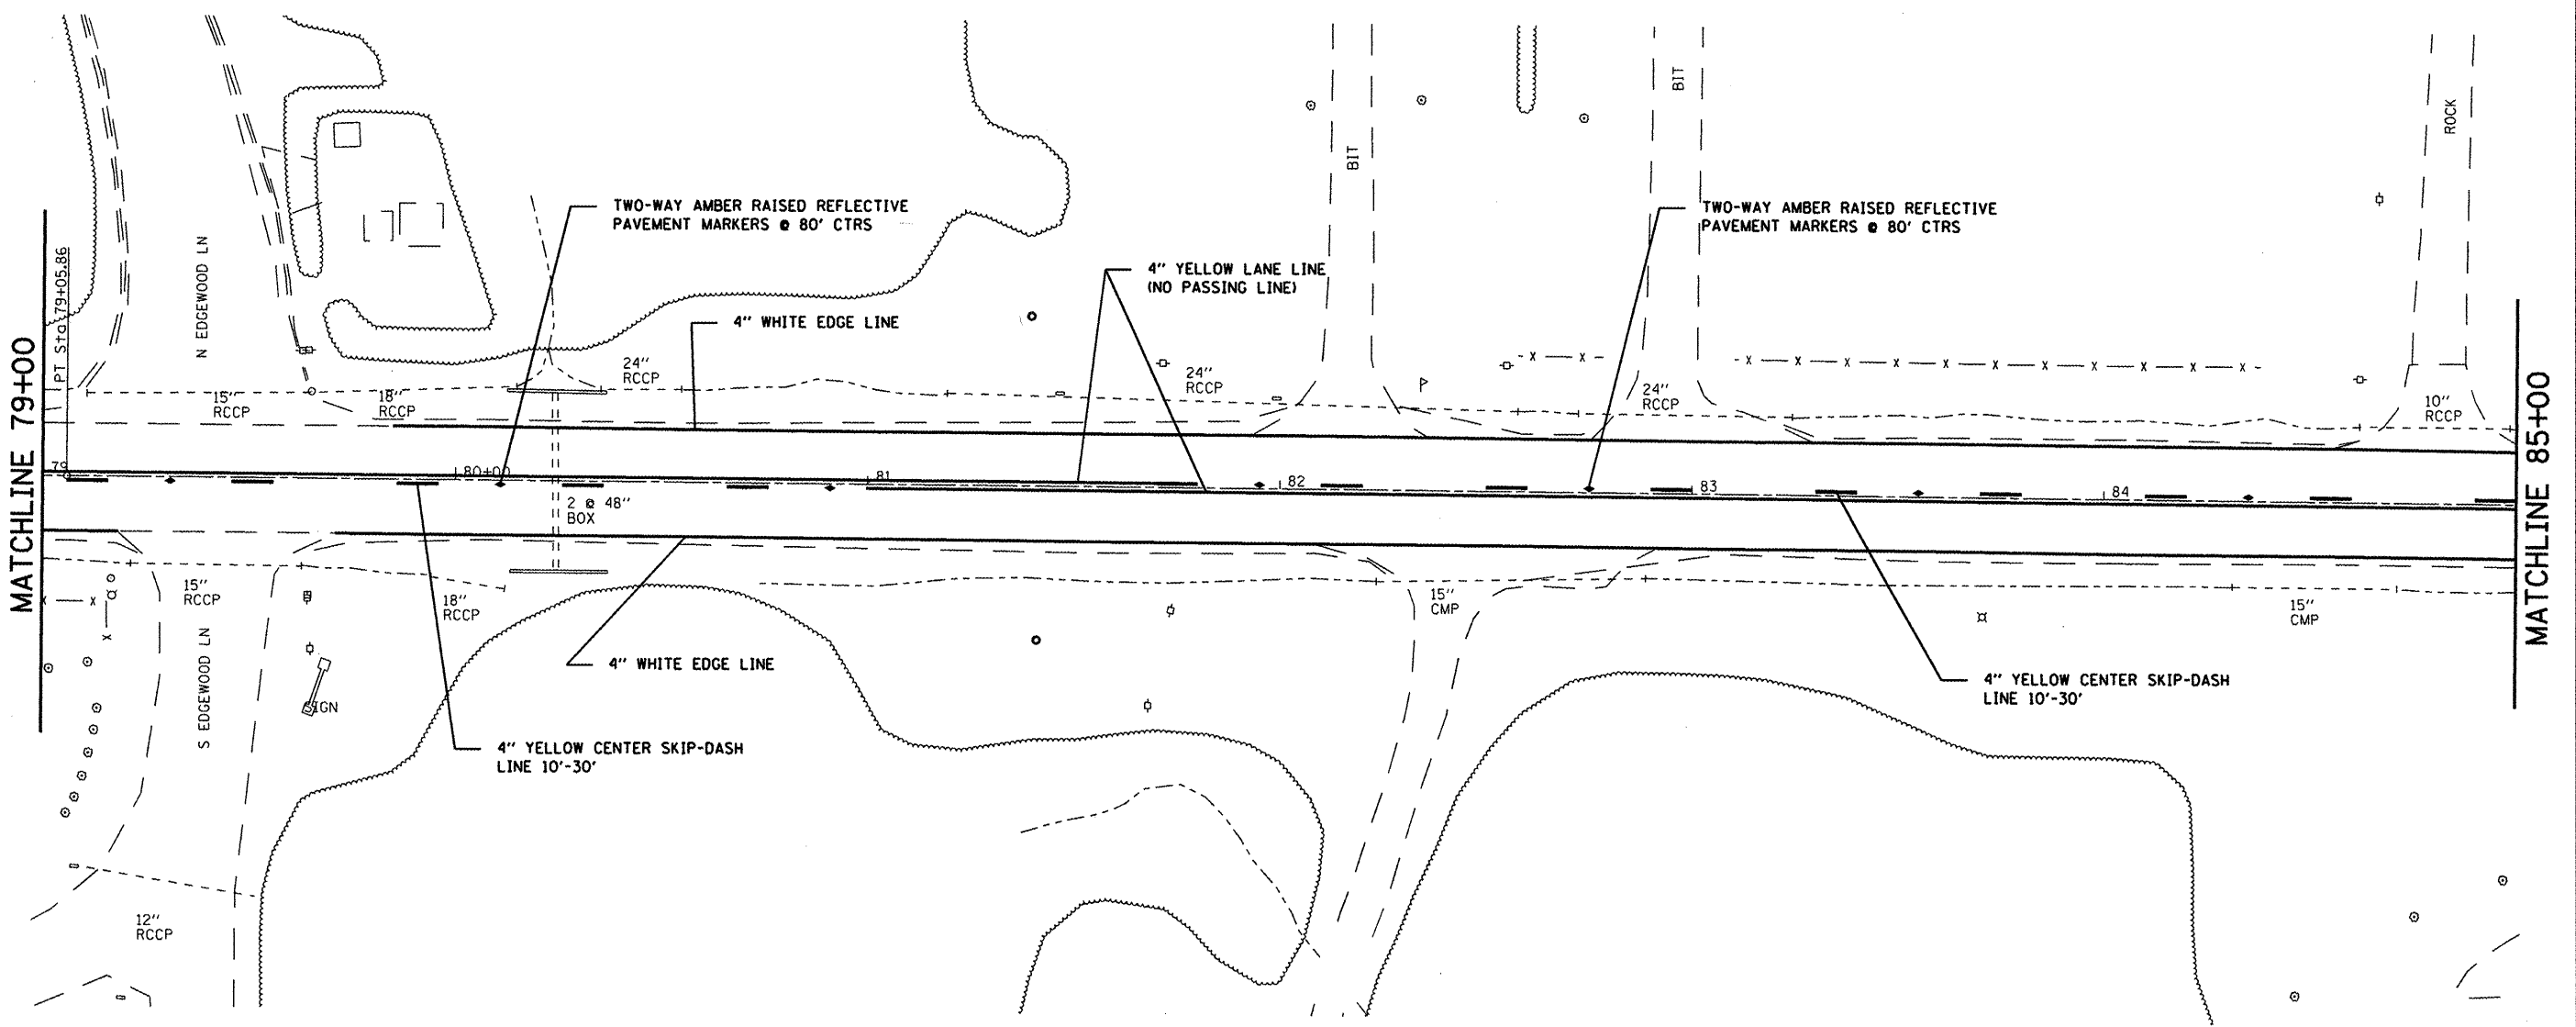 MATCHLINE 79+00
PT Sta 79+05.86
N EDGEWOOD LN
TWO-WAY AMBER RAISED REFLECTIVE
PAVEMENT MARKERS @ 80' CTRS
4" YELLOW LANE LINE
(NO PASSING LINE)
4" WHITE EDGE LINE
BIT
BIT
TWO-WAY AMBER RAISED REFLECTIVE
PAVEMENT MARKERS @ 80' CTRS
ROCK
15"
RCCP
18"
RCCP
24"
RCCP
24"
RCCP
24"
RCCP
10"
RCCP
79
80+00
81
82
83
84
2 @ 48"
BOX
MATCHLINE 85+00
15"
RCCP
18"
RCCP
15"
CMP
15"
CMP
S EDGEWOOD LN
SIGN
4" WHITE EDGE LINE
4" YELLOW CENTER SKIP-DASH
LINE 10'-30'
4" YELLOW CENTER SKIP-DASH
LINE 10'-30'
12"
RCCP